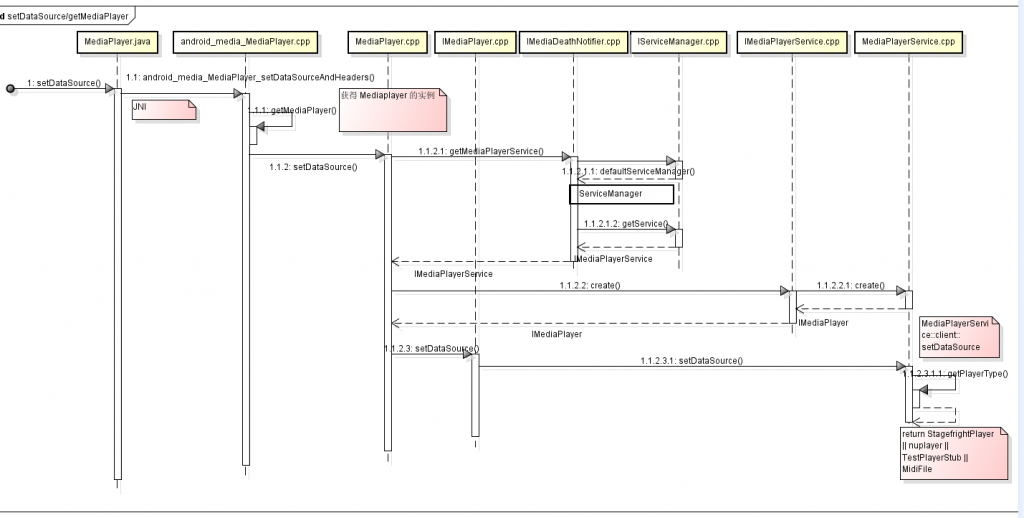 d setDataSource/getMediaPlayer
MediaPlayer.java
android_media_MediaPlayer.cpp
MediaPlayer.cpp
IMediaPlayer.cpp
IMediaDeathNotifier.cpp
IServiceManager.cpp
IMediaPlayerService.cpp
MediaPlayerService.cpp
1: setDataSource()
1.1: android_media_MediaPlayer_setDataSourceAndHeaders()
JNI
1.1.1: getMediaPlayer()
获得 Mediaplayer 的实例
1.1.2: setDataSource()
1.1.2.1: getMediaPlayerService()
1.1.2.1.1: defaultServiceManager()
ServiceManager
1.1.2.1.2: getService()
IMediaPlayerService
IMediaPlayerService
1.1.2.2: create()
1.1.2.2.1: create()
IMediaPlayer
IMediaPlayer
MediaPlayerServi
ce::client::
setDataSource
1.1.2.3: setDataSource()
1.1.2.3.1: setDataSource()
1.1.2.3.1.1: getPlayerType()
return StagefrightPlayer
|| nuplayer ||
TestPlayerStub ||
MidiFile